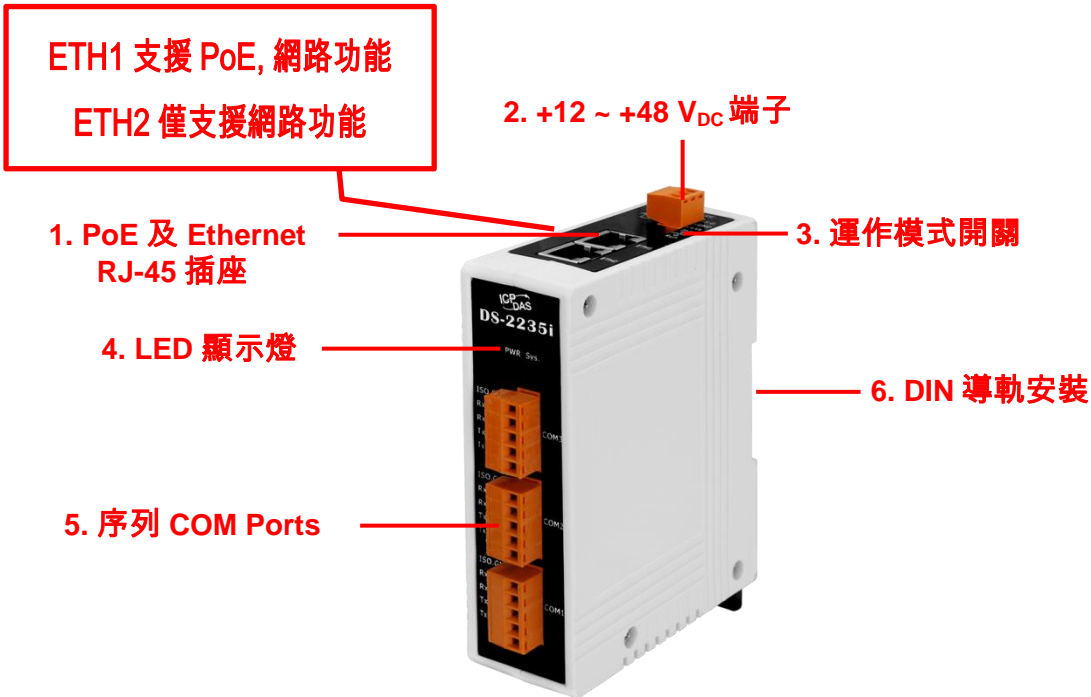 ETH1 支援 PoE, 網路功能
ETH2 僅支援網路功能
2. +12 ~ +48 VDC 端子
1. PoE 及 Ethernet
RJ-45 插座
3. 運作模式開關
ICP DAS
DS-2235i
4. LED 顯示燈
PWR Sys.
6. DIN 導軌安裝
COM3
5. 序列 COM Ports
COM2
COM1